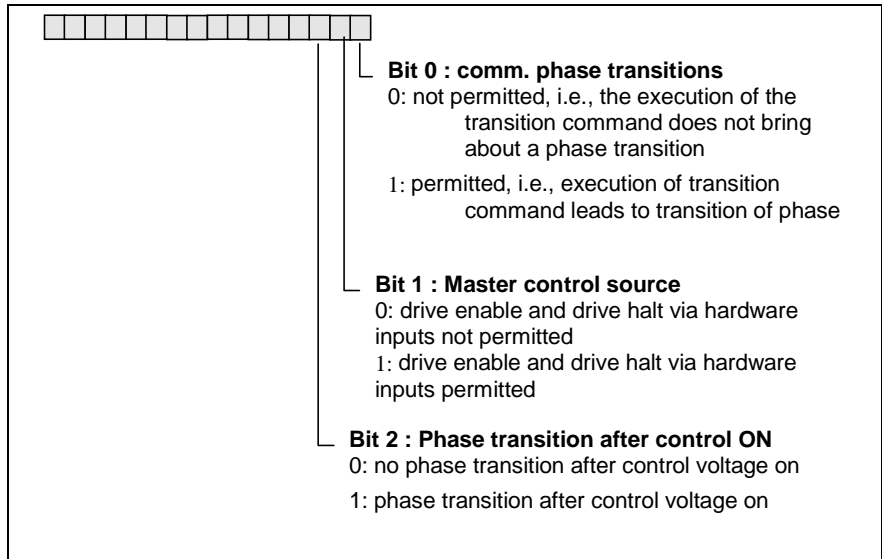 Bit 0 : comm. phase transitions
0: not permitted, i.e., the execution of the
transition command does not bring
about a phase transition
1: permitted, i.e., execution of transition
command leads to transition of phase
Bit 1 : Master control source
0: drive enable and drive halt via hardware
inputs not permitted
1: drive enable and drive halt via hardware
inputs permitted
Bit 2 : Phase transition after control ON
0: no phase transition after control voltage on
1: phase transition after control voltage on